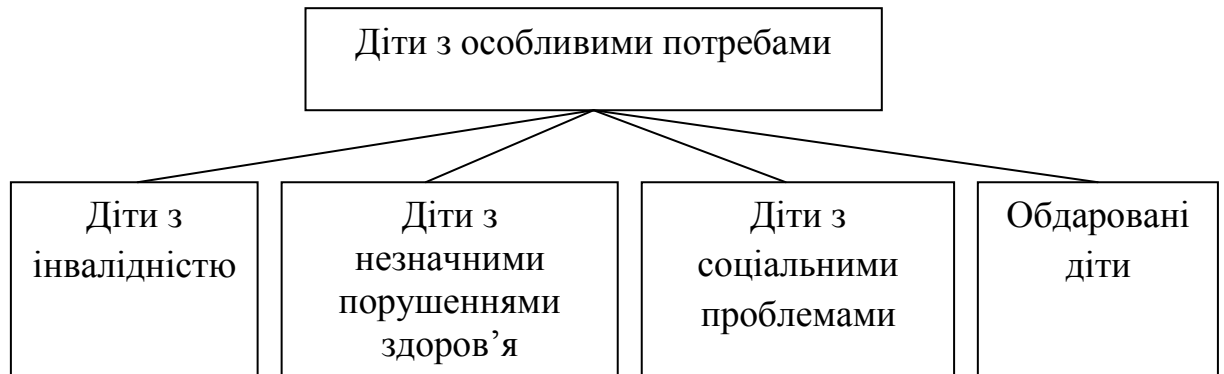 Діти з особливими потребами
Діти з
інвалідністю
Діти з
незначними
порушеннями
здоров’я
Діти з
соціальними
проблемами
Обдаровані
діти